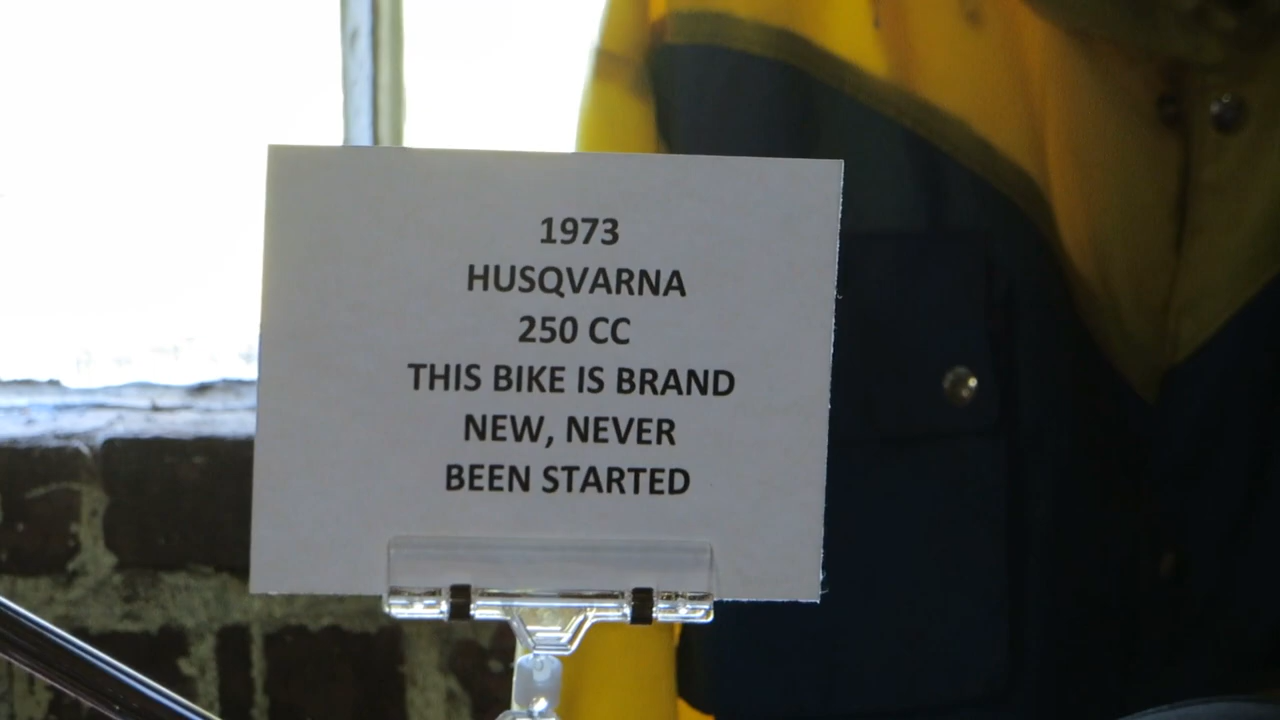 1973
HUSQVARNA
250 CC
THIS BIKE IS BRAND
NEW, NEVER
BEEN STARTED